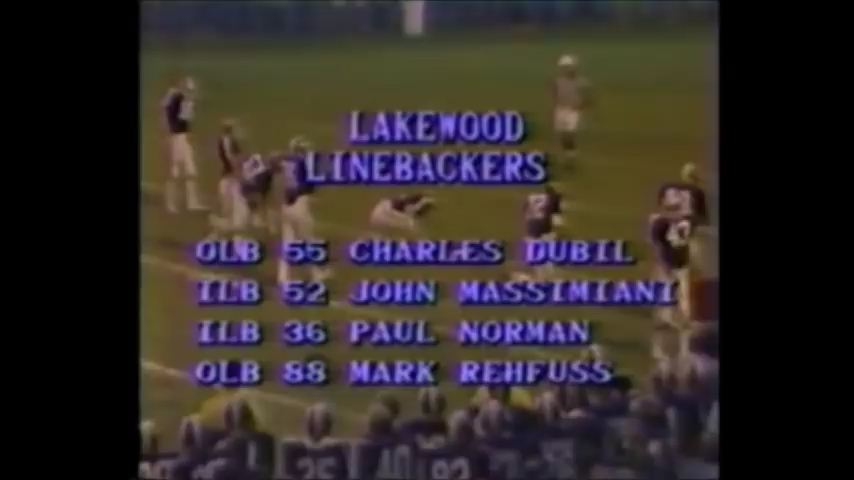 LAKEWOOD
LINEBACKERS
OLB 55 CHARLES DUBIL
ILB 52 JOHN MASSIMIANI
ILB 36 PAUL NORMAN
OLB 88 MARK REHFUSS